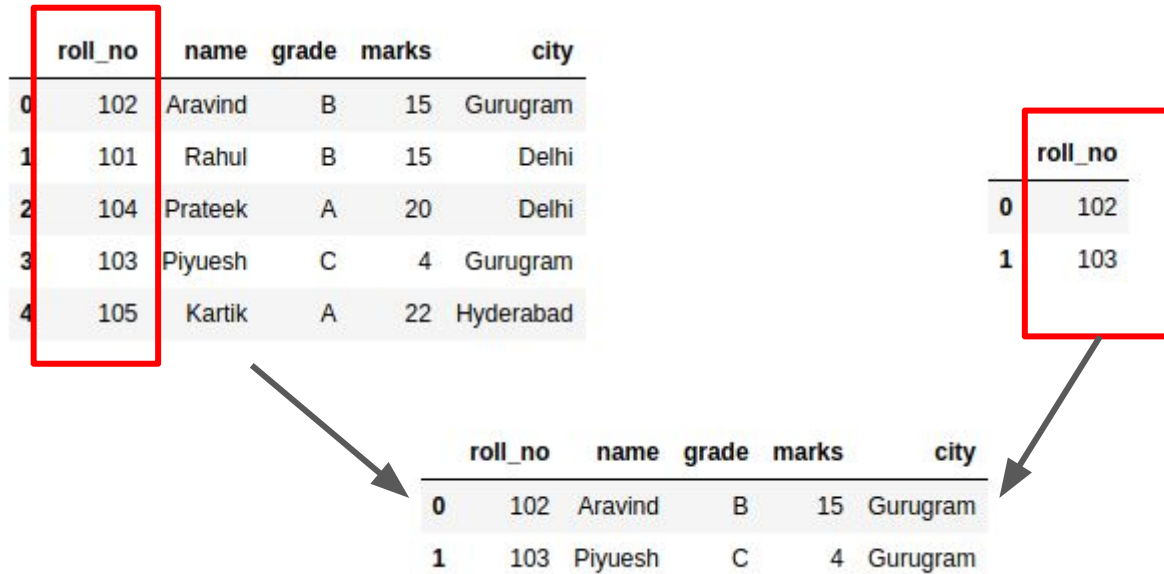 roll_no name grade marks city
0 102 Aravind B 15 Gurugram
1 101 Rahul B 15 Delhi
2 104 Prateek A 20 Delhi
3 103 Piyuesh C 4 Gurugram
4 105 Kartik A 22 Hyderabad
roll_no
0 102
1 103
roll_no name grade marks city
0 102 Aravind B 15 Gurugram
1 103 Piyuesh C 4 Gurugram